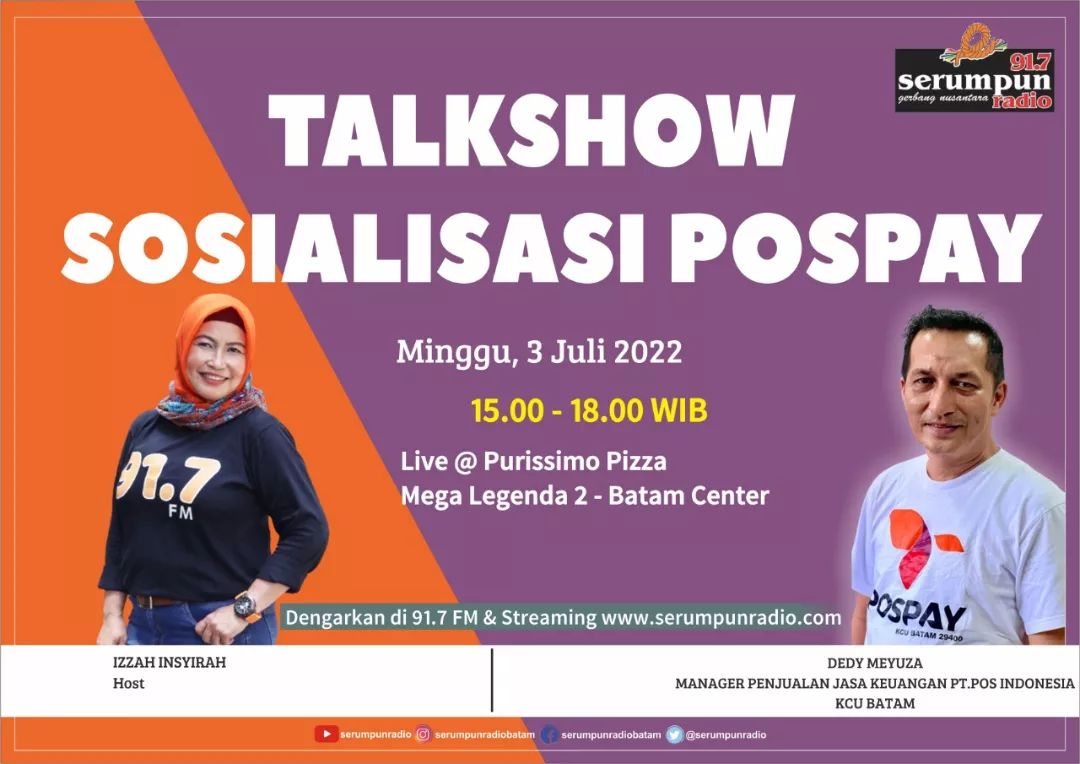 91.7
serumpun
gerbang nusantara radio
TALKSHOW
SOSIALISASI POSPAY
Minggu, 3 Juli 2022
15.00 - 18.00 WIB
Live @ Purissimo Pizza
Mega Legenda 2 - Batam Center
91.7
FM
POSPAY
KCU BATAM 29400
Dengarkan di 91.7 FM & Streaming www.serumpunradio.com
IZZAH INSYIRAH
Host
DEDY MEYUZA
MANAGER PENJUALAN JASA KEUANGAN PT.POS INDONESIA
KCU BATAM
serumpunradio serumpunradiobatam serumpunradiobatam @serumpunradio